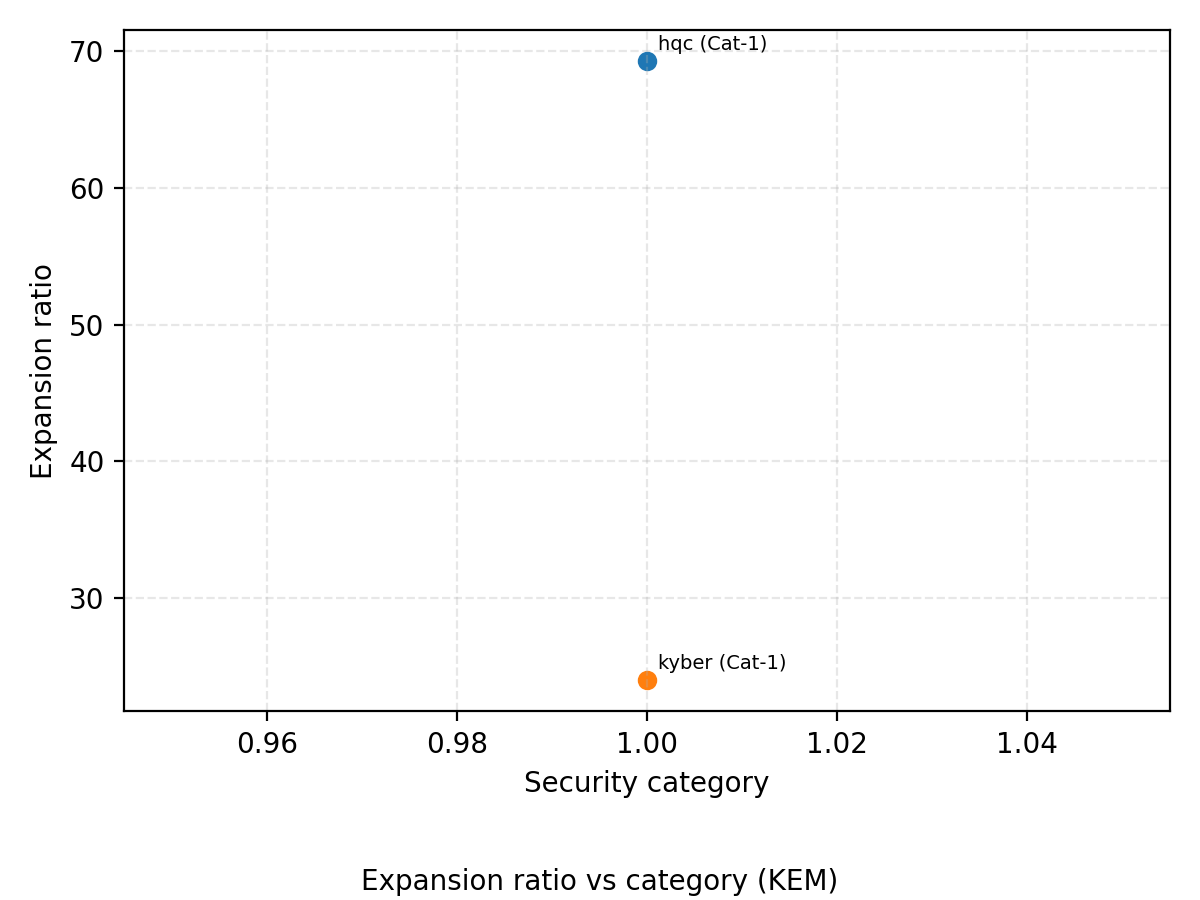 hqc (Cat-1)
70
60
50
40
30
Expansion ratio
kyber (Cat-1)
0.96 0.98 1.00 1.02 1.04
Security category
Expansion ratio vs category (KEM)